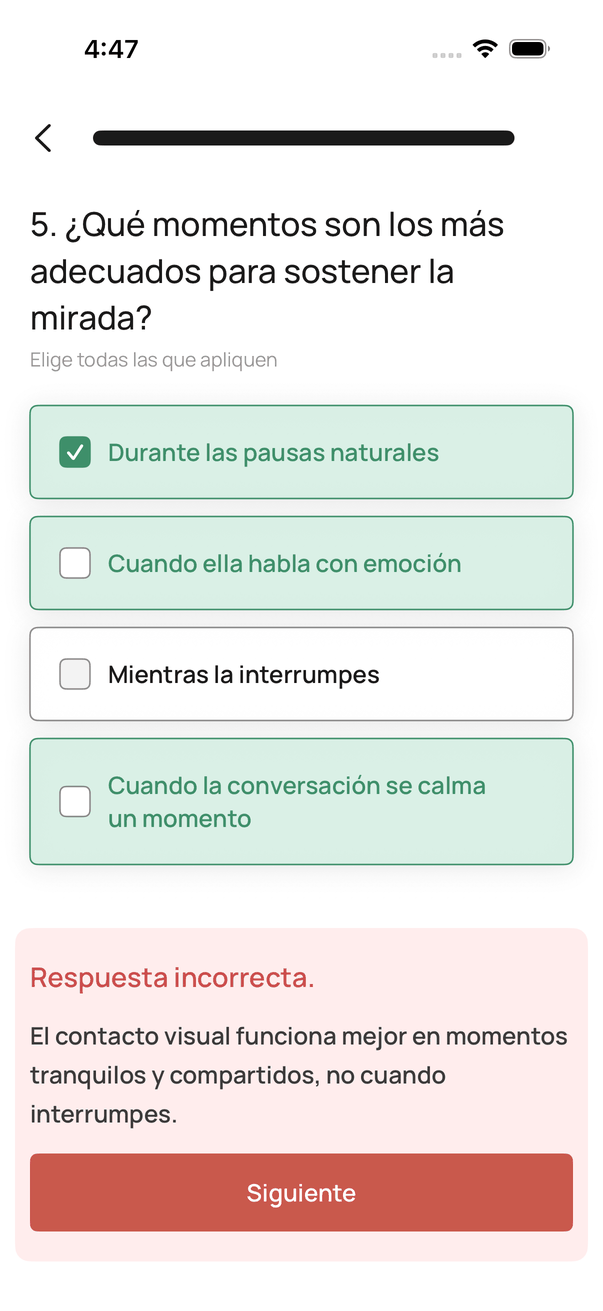 4:47
5. ¿Qué momentos son los más
adecuados para sostener la
mirada?
Elige todas las que apliquen
Durante las pausas naturales
Cuando ella habla con emoción
Mientras la interrumpes
Cuando la conversación se calma
un momento
Respuesta incorrecta.
El contacto visual funciona mejor en momentos
tranquilos y compartidos, no cuando
interrumpes.
Siguiente